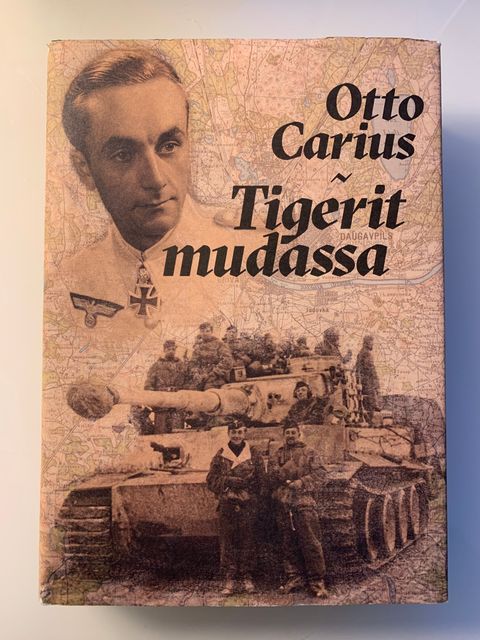 Otto
Carius
~
Tigerit
mudassa
DAUGAVPILS